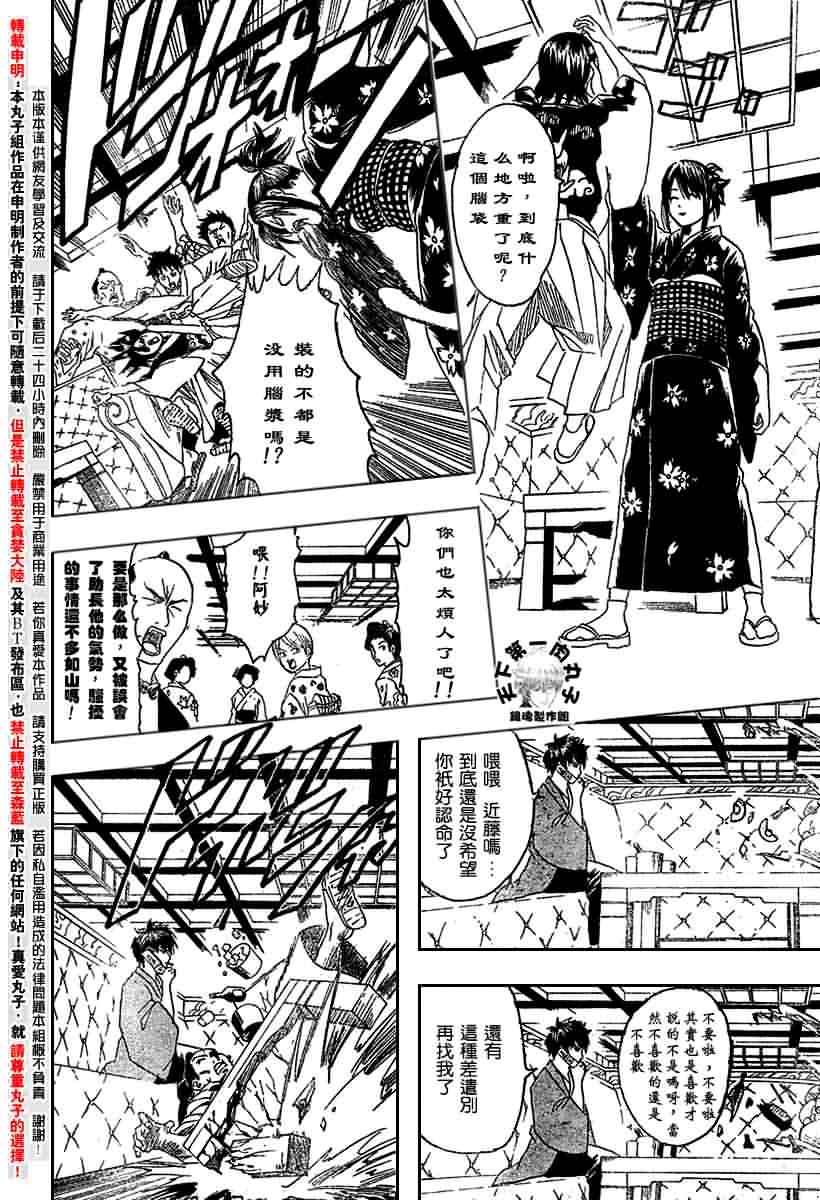 啊啦，到底什
么地方重了呢？
這個腦袋
裝的不都是
没用腦漿嗎！？
你們也太煩人了吧！！
喂！！阿妙
要是那么做，又被誤會
了助長他的氣勢，騷擾
的事情還不多如山嗎！
天下第一肉丸子
喂喂 近藤嗎…
到底還是没希望
你衹好認命了
不要啦，不要啦
其實也是喜歡才
說的不是嗎呼，當
然不喜歡的還是
不喜歡
還有
這種差遣別
再找我了
本版本僅供網友學習及交流 請于下載后二十四小時內刪除 嚴禁用于商業用途 若你真愛本作品 請支持購買正版 若因私自濫用造成的法律問題本組概不負責 謝謝！
轉載申明：本丸子組作品在申明制作者的前提下可隨意轉載．但是禁止轉載至貪婪大陸 及其BT發布區．也禁止轉載至森藍 旗下的任何網站！真愛丸子．就 請尊重丸子的選擇！